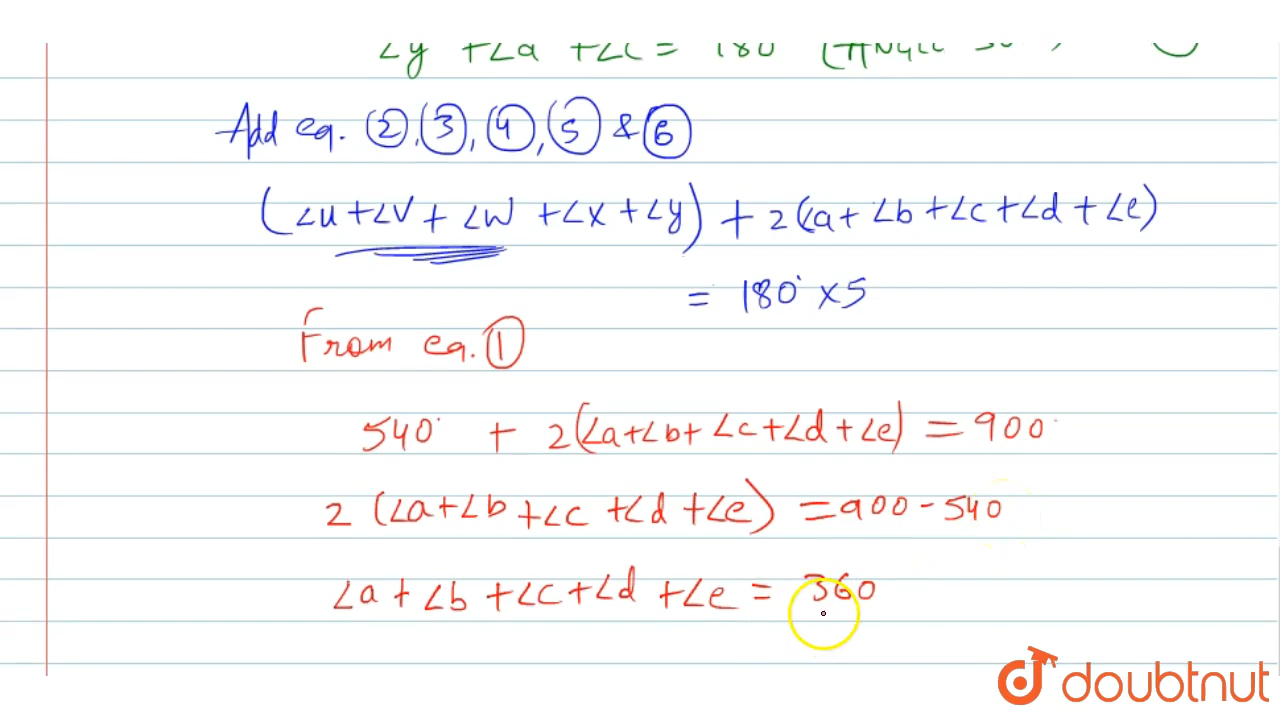 ∠y + ∠a + ∠c = 180
Add eq. (2), (3), (4), (5) & (6)
(∠u+∠v+ ∠w +∠x +∠y) + 2(∠a+ ∠b +∠c +∠d + ∠e)
= 180° ×5
From eq. (1)
540° + 2(∠a+∠b+ ∠c+∠d+∠e) = 900°
2 (∠a+∠b +∠c +∠d +∠e) = 900-540
∠a + ∠b +∠c+∠d +∠e = 360
doubtnut